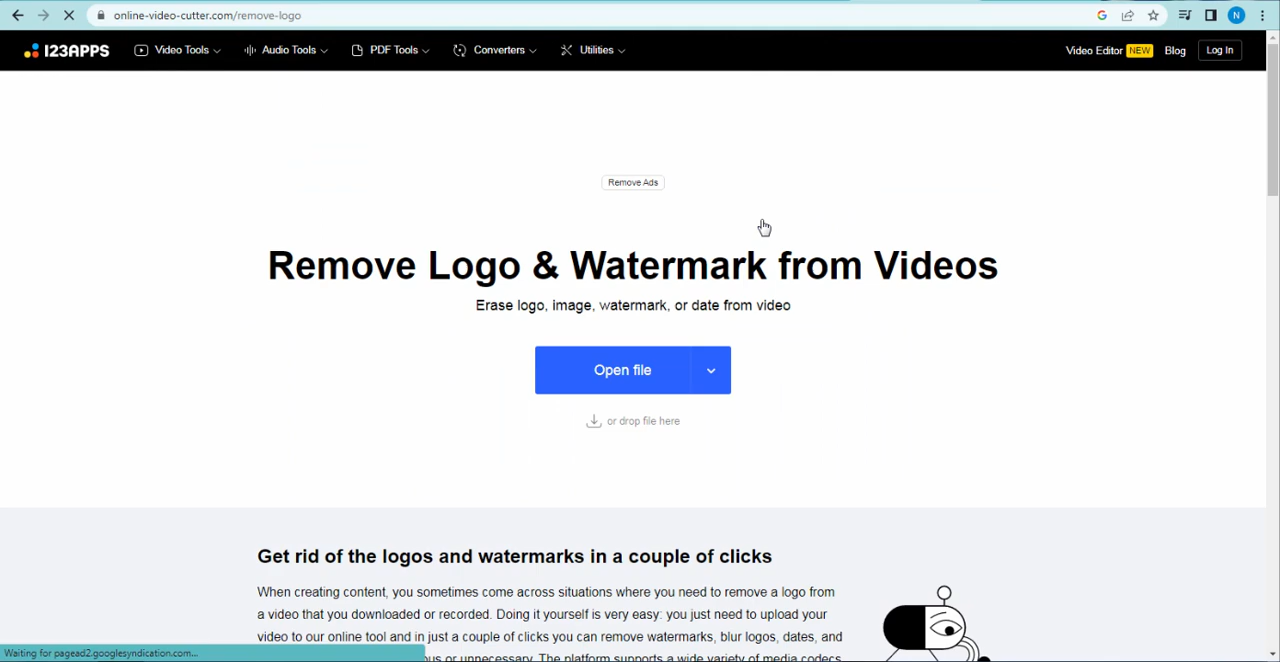 online-video-cutter.com/remove-logo
N
123APPS Video Tools Audio Tools PDF Tools Converters Utilities Video Editor NEW Blog Log In
Remove Ads
Remove Logo & Watermark from Videos
Erase logo, image, watermark, or date from video
Open file
or drop file here
Get rid of the logos and watermarks in a couple of clicks
When creating content, you sometimes come across situations where you need to remove a logo from
a video that you downloaded or recorded. Doing it yourself is very easy: you just need to upload your
video to our online tool and in just a couple of clicks you can remove watermarks, blur logos, dates, and
or unnecessary. The platform supports a wide variety of media codecs
Waiting for pagead2.googlesyndication.com...